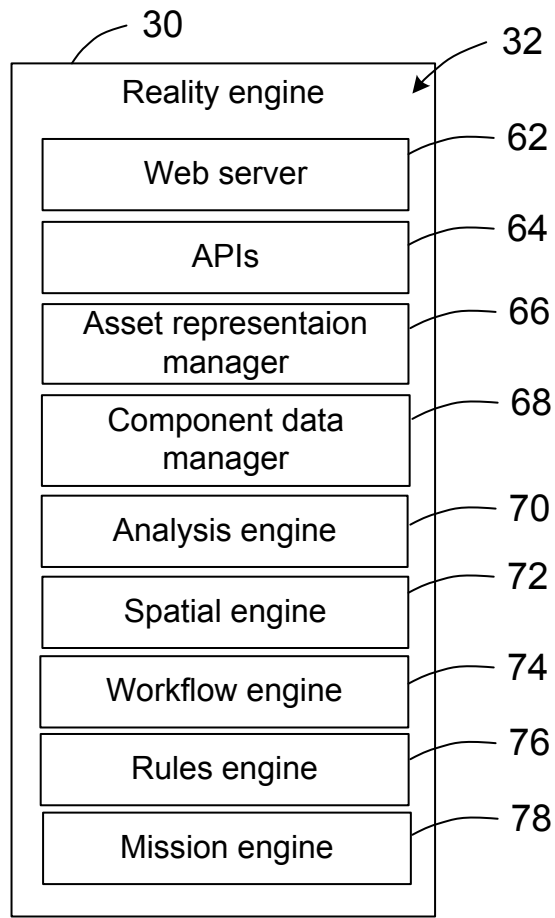 30
32
Reality engine
62
Web server
64
APIs
66
Asset representaion
manager
68
Component data
manager
70
Analysis engine
72
Spatial engine
74
Workflow engine
76
Rules engine
78
Mission engine